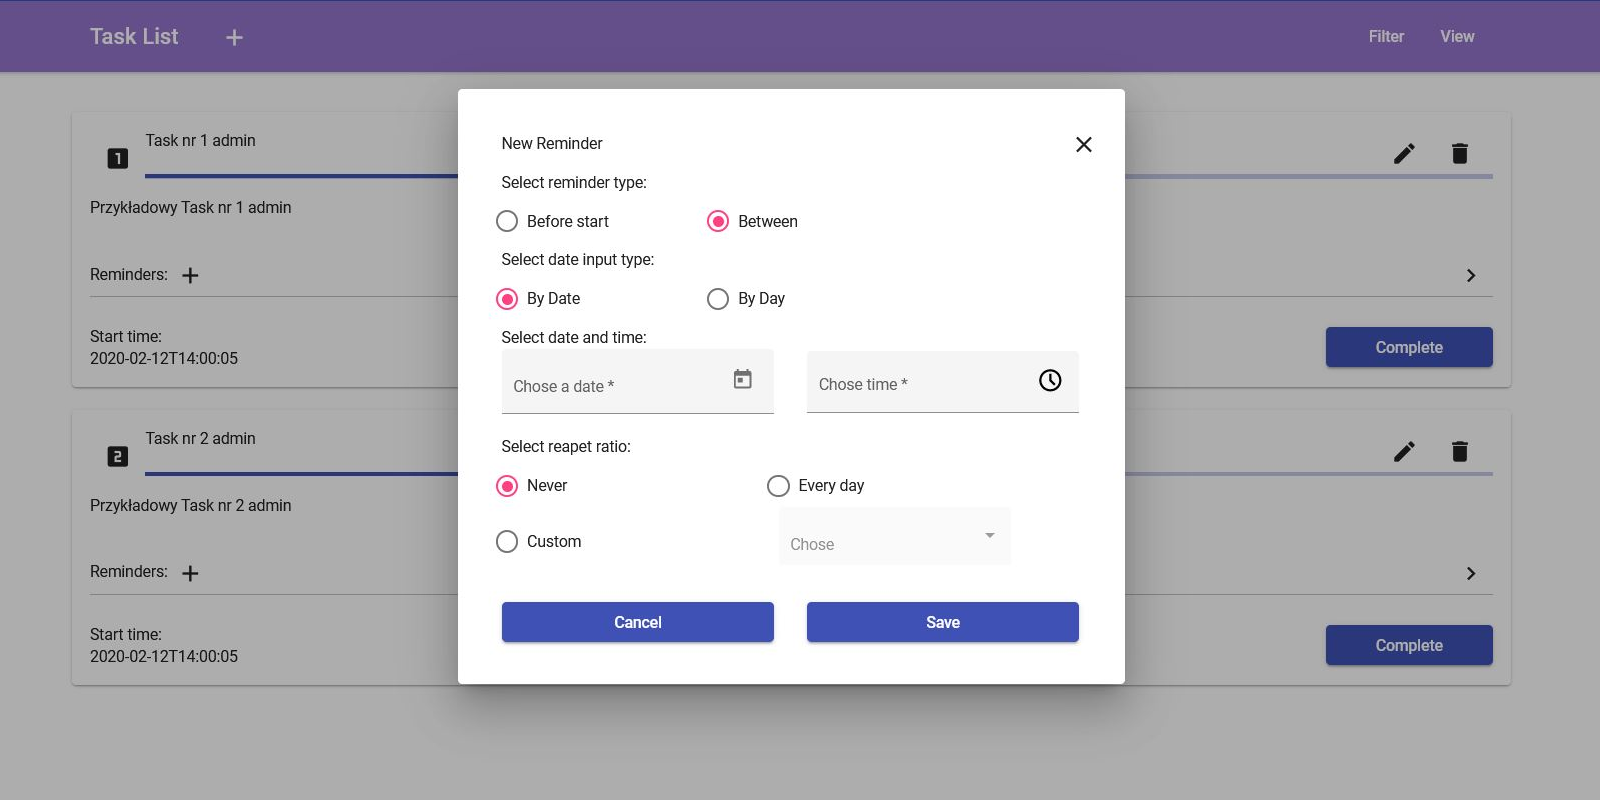 Task List
Filter View
Task nr 1 admin
1
Przykładowy Task nr 1 admin
Reminders:
Start time:
2020-02-12T14:00:05
Complete
Task nr 2 admin
2
Przykładowy Task nr 2 admin
Reminders:
Start time:
2020-02-12T14:00:05
Complete
New Reminder
Select reminder type:
Before start Between
Select date input type:
By Date By Day
Select date and time:
Chose a date * Chose time *
Select reapet ratio:
Never Every day
Custom Chose
Cancel Save